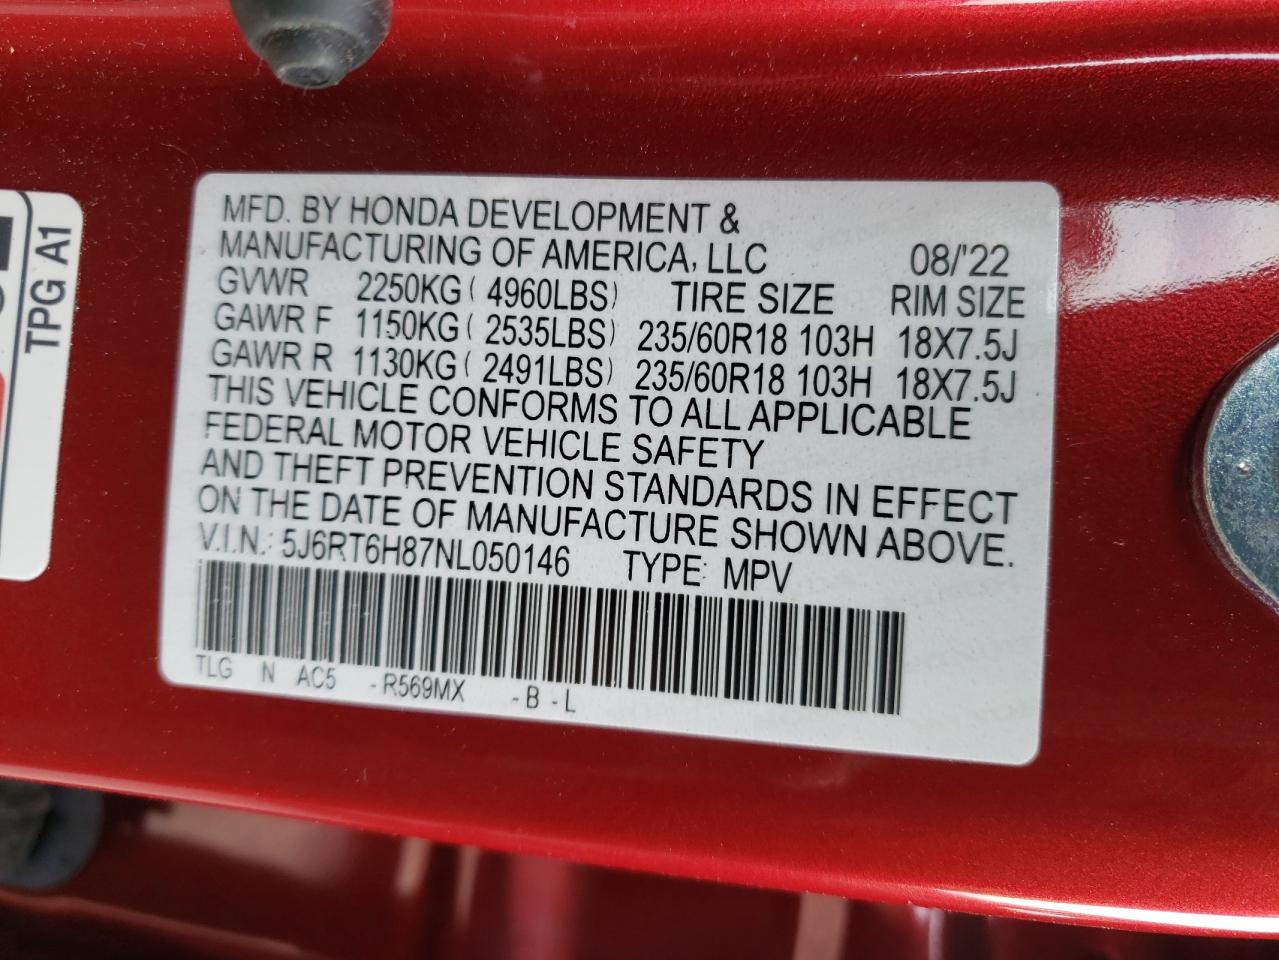 MFD. BY HONDA DEVELOPMENT &
MANUFACTURING OF AMERICA, LLC 08/'22
GVWR 2250KG ( 4960LBS) TIRE SIZE RIM SIZE
GAWR F 1150KG ( 2535LBS) 235/60R18 103H 18X7.5J
GAWR R 1130KG ( 2491LBS) 235/60R18 103H 18X7.5J
THIS VEHICLE CONFORMS TO ALL APPLICABLE
FEDERAL MOTOR VEHICLE SAFETY
AND THEFT PREVENTION STANDARDS IN EFFECT
ON THE DATE OF MANUFACTURE SHOWN ABOVE.
V.I.N.: 5J6RT6H87NL050146 TYPE: MPV
TLG N AC5 -R569MX -B -L
TPG A1